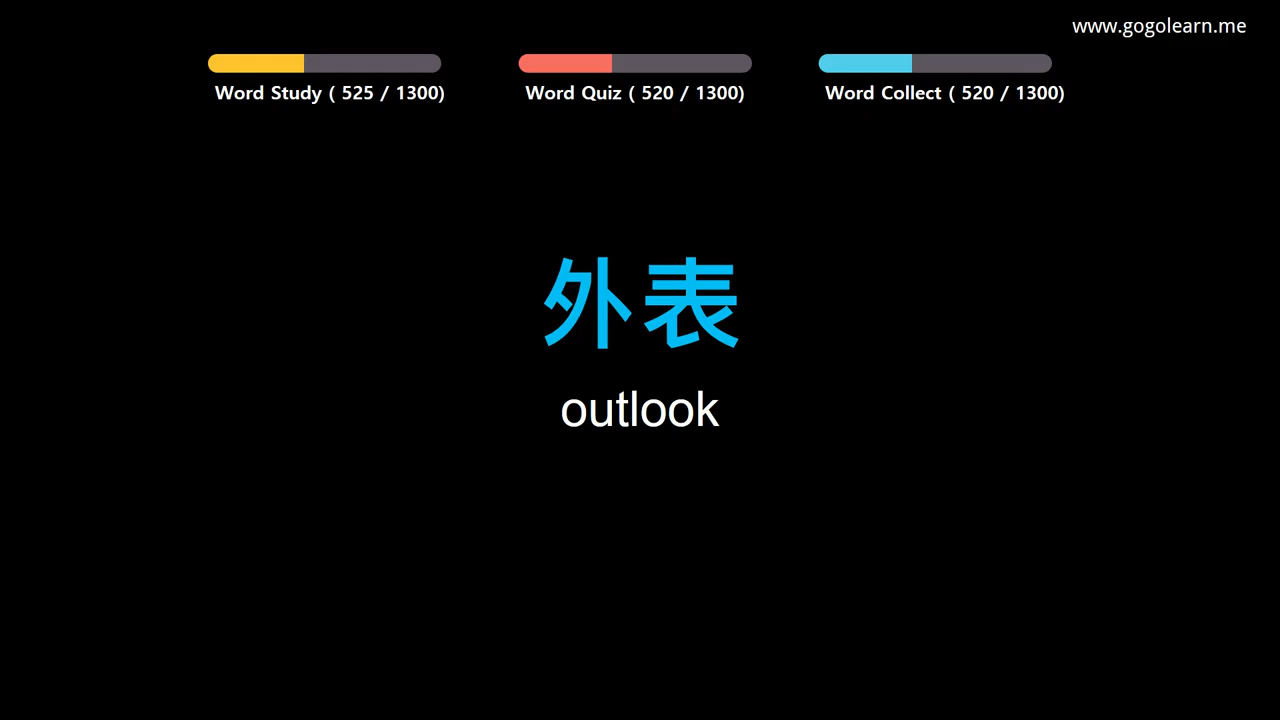 www.gogolearn.me
Word Study ( 525 / 1300)
Word Quiz ( 520 / 1300)
Word Collect ( 520 / 1300)
外表
outlook